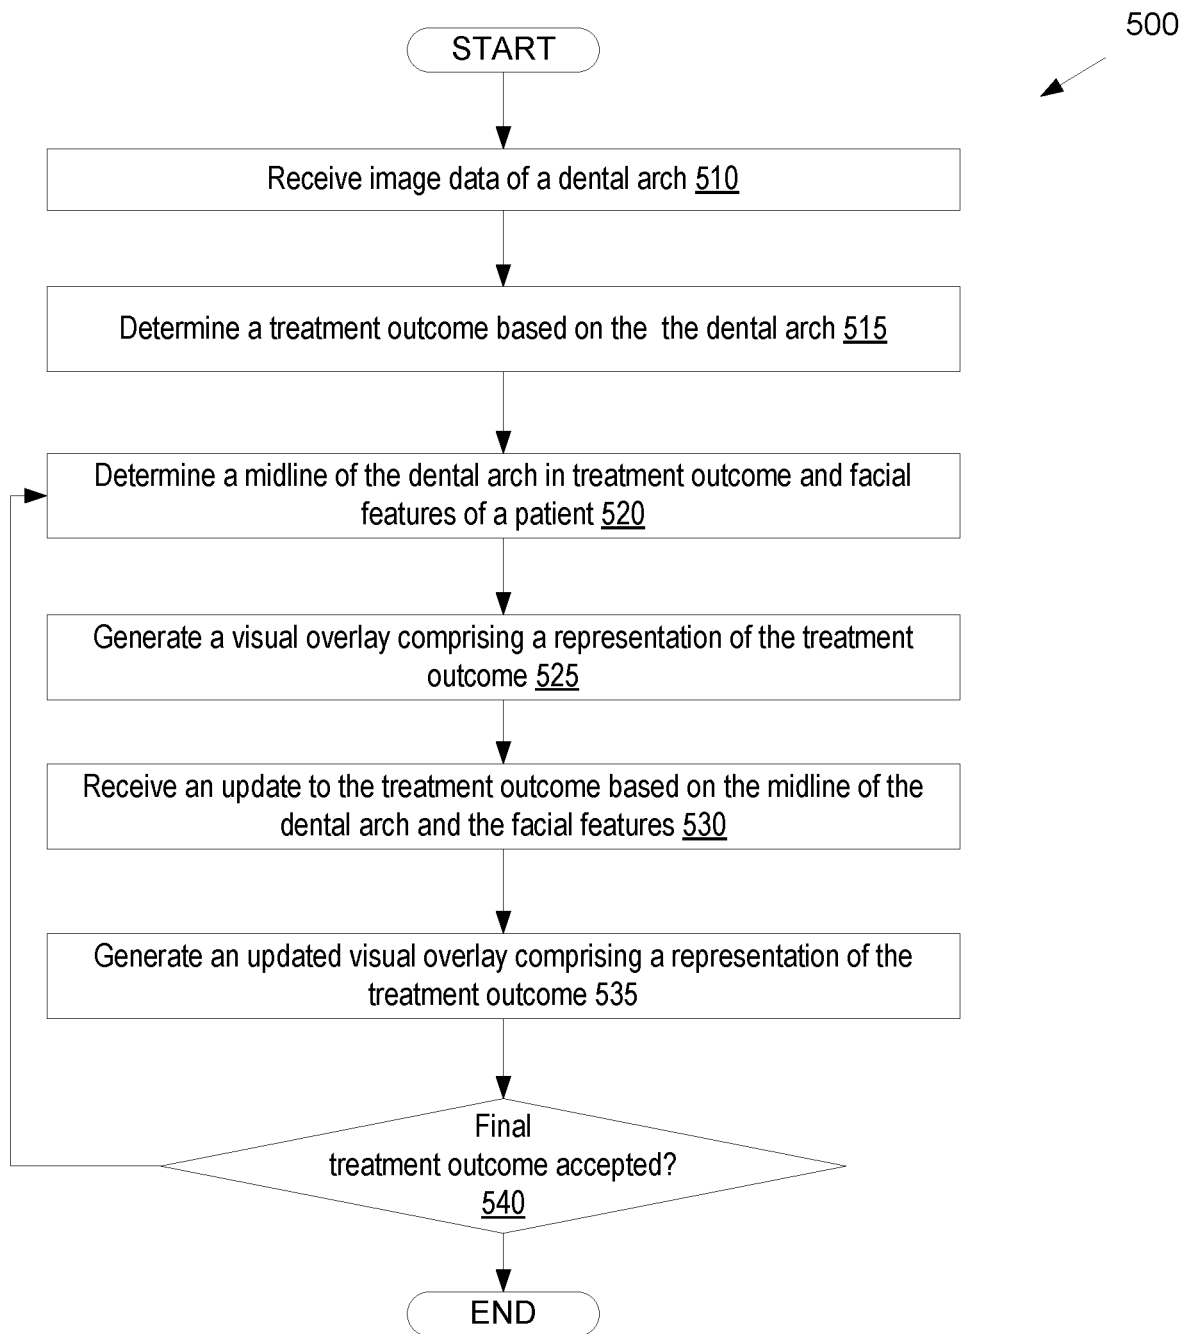 500
START
Receive image data of a dental arch 510
Determine a treatment outcome based on the the dental arch 515
Determine a midline of the dental arch in treatment outcome and facial
features of a patient 520
Generate a visual overlay comprising a representation of the treatment
outcome 525
Receive an update to the treatment outcome based on the midline of the
dental arch and the facial features 530
Generate an updated visual overlay comprising a representation of the
treatment outcome 535
Final
treatment outcome accepted?
540
END